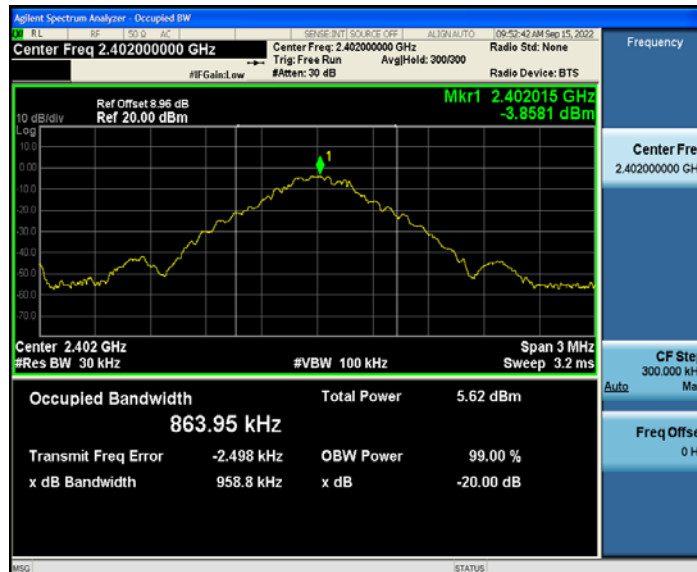 Agilent Spectrum Analyzer - Occupied BW
RL RF 50 Ω AC SENSE:INT SOURCE OFF ALIGN AUTO 09:52:42 AM Sep 15, 2022
Center Freq 2.402000000 GHz
Center Freq: 2.402000000 GHz
Radio Std: None
Trig: Free Run Avg|Hold: 300/300
#IFGain:Low #Atten: 30 dB Radio Device: BTS
Mkr1 2.402015 GHz
-3.8581 dBm
Ref Offset 8.96 dB
10 dB/div Ref 20.00 dBm
Log
10.0
0.00
-10.0
-20.0
-30.0
-40.0
-50.0
-60.0
-70.0
1
Center 2.402 GHz Span 3 MHz
#Res BW 30 kHz #VBW 100 kHz Sweep 3.2 ms
Occupied Bandwidth Total Power 5.62 dBm
863.95 kHz
Transmit Freq Error -2.498 kHz OBW Power 99.00 %
x dB Bandwidth 958.8 kHz x dB -20.00 dB
MSG STATUS
Frequency
Center Fre
2.402000000 GH
CF Ste
300.000 kH
Auto Ma
Freq Offse
0 H